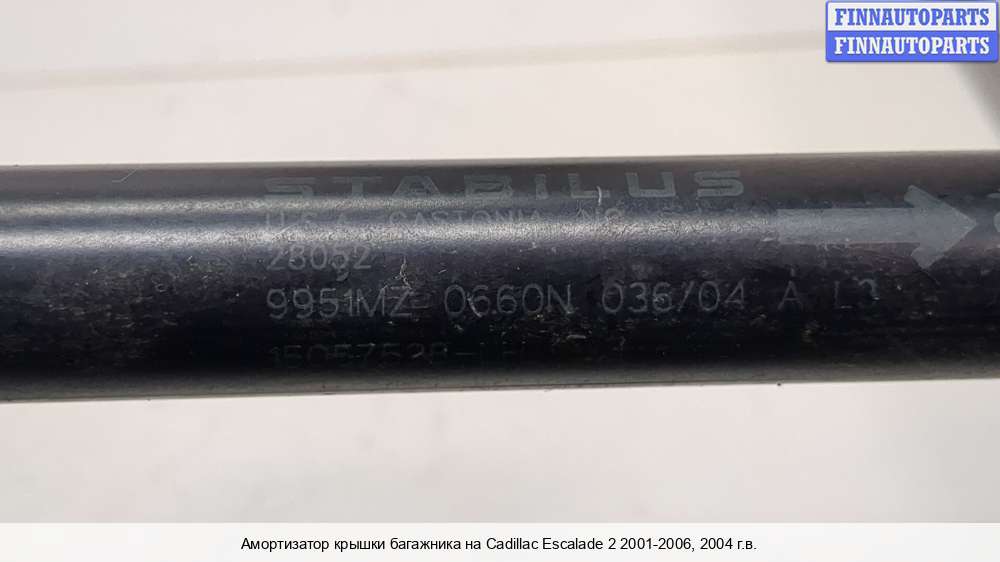 FINNAUTOPARTS
FINNAUTOPARTS
STABILUS
U.S.A. GASTONIA
28052
9951MZ 0660N 036/04 A L3
Амортизатор крышки багажника на Cadillac Escalade 2 2001-2006, 2004 г.в.